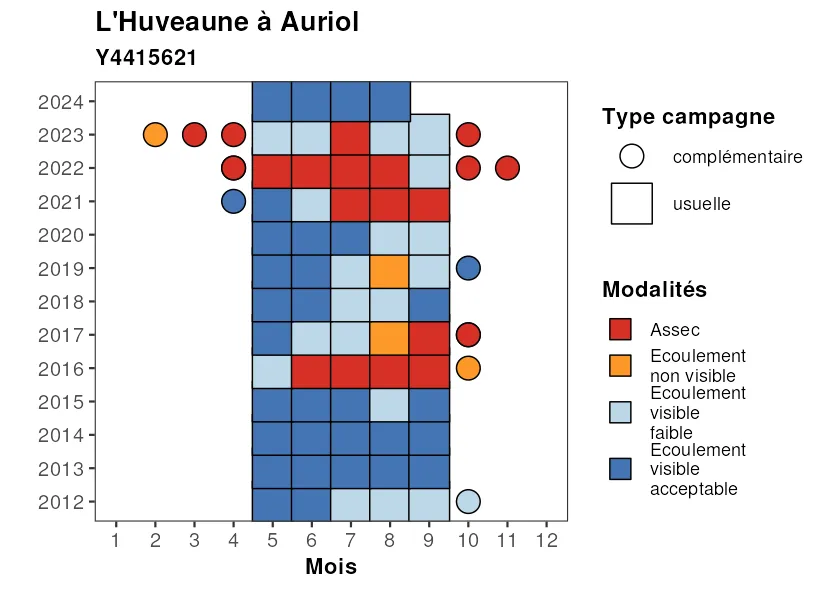 L'Huveaune à Auriol
Y4415621
2024
2023
2022
2021
2020
2019
2018
2017
2016
2015
2014
2013
2012
1 2 3 4 5 6 7 8 9 10 11 12
Mois
Type campagne
complémentaire
usuelle
Modalités
Assec
Ecoulement
non visible
Ecoulement
visible
faible
Ecoulement
visible
acceptable